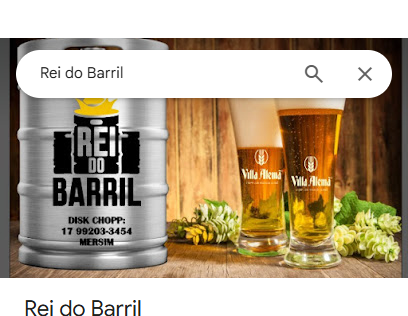 Rei do Barril
REI
DO
BARRIL
DISK CHOPP:
17 99203-3454
MERSIM
Villa Alemã
Villa Alemã
Rei do Barril